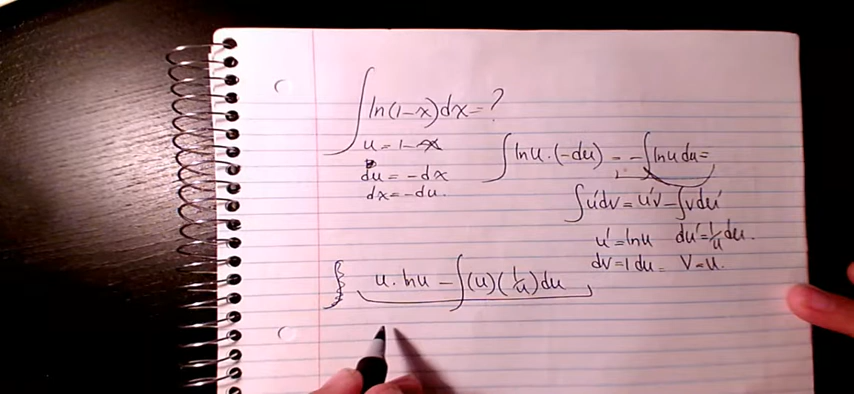 ∫ ln(1-x)dx = ?
u = 1-x
du = -dx
dx = -du.
∫ lnu.(-du) = -∫ lnu du =
∫u'dv = u'v - ∫v du'
u' = lnu du' = 1/u du.
dv = 1 du v = u.
u. lnu - ∫(u)(1/u)du